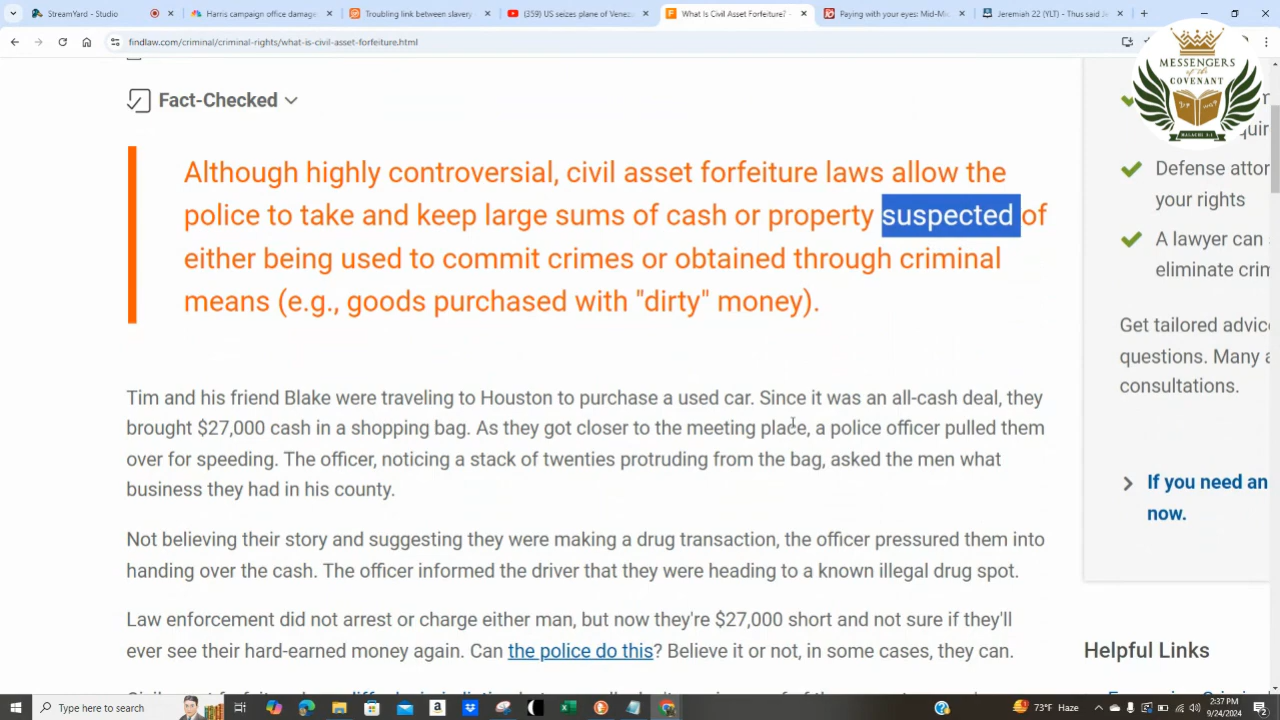 StreamYard - Studio
Harris campaign office damage
Troubling link between slavery
(359) US seizes plane of Venez
What Is Civil Asset Forfeiture? -
Paying with your eyes: Mid-Mic
Jeremiah 22 (YLT) - Thus said Je
findlaw.com/criminal/criminal-rights/what-is-civil-asset-forfeiture.html
MESSENGERS
of the
COVENANT
MALACHI 3:1
Fact-Checked
Although highly controversial, civil asset forfeiture laws allow the
police to take and keep large sums of cash or property suspected of
either being used to commit crimes or obtained through criminal
means (e.g., goods purchased with "dirty" money).
Tim and his friend Blake were traveling to Houston to purchase a used car. Since it was an all-cash deal, they
brought $27,000 cash in a shopping bag. As they got closer to the meeting place, a police officer pulled them
over for speeding. The officer, noticing a stack of twenties protruding from the bag, asked the men what
business they had in his county.
Not believing their story and suggesting they were making a drug transaction, the officer pressured them into
handing over the cash. The officer informed the driver that they were heading to a known illegal drug spot.
Law enforcement did not arrest or charge either man, but now they're $27,000 short and not sure if they'll
ever see their hard-earned money again. Can the police do this? Believe it or not, in some cases, they can.
Defense attor
your rights
A lawyer can
eliminate crim
Get tailored advic
questions. Many a
consultations.
If you need an
now.
Helpful Links
Type here to search
73°F Haze
2:37 PM
9/24/2024